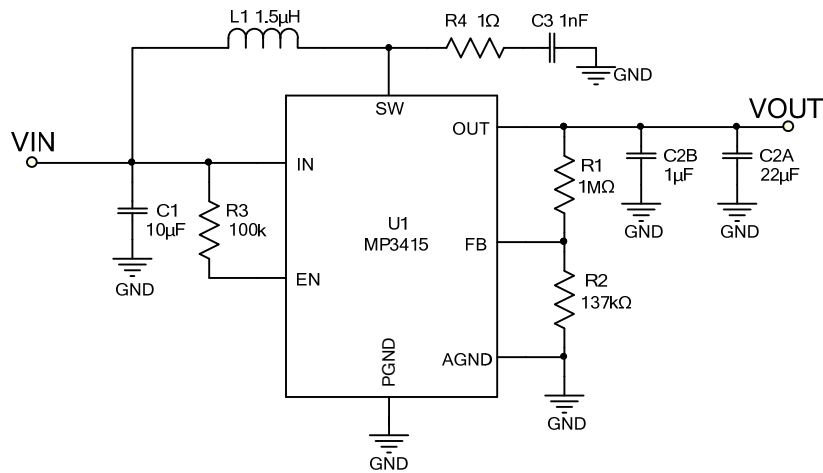 L1 1.5µH
R4 1Ω
C3 1nF
GND
SW
VIN
VOUT
OUT
IN
C1
10µF
R3
100k
GND
EN
U1
MP3415
R1
1MΩ
C2B
1µF
C2A
22µF
GND
GND
FB
R2
137kΩ
AGND
GND
PGND
GND